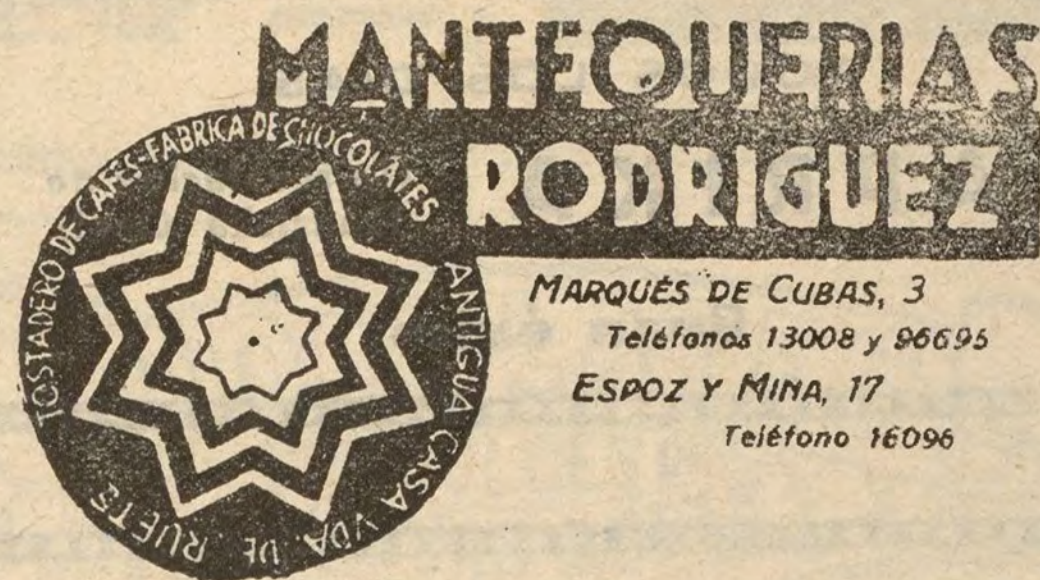 MANTEQUERIAS
RODRIGUEZ
TOSTADERO DE CAFES-FABRICA DE CHOCOLATES
ANTIGUA CASA VDA. DE RUETE
MARQUÉS DE CUBAS, 3
Teléfonos 13008 y 96695
ESPOZ Y MINA, 17
Teléfono 16096